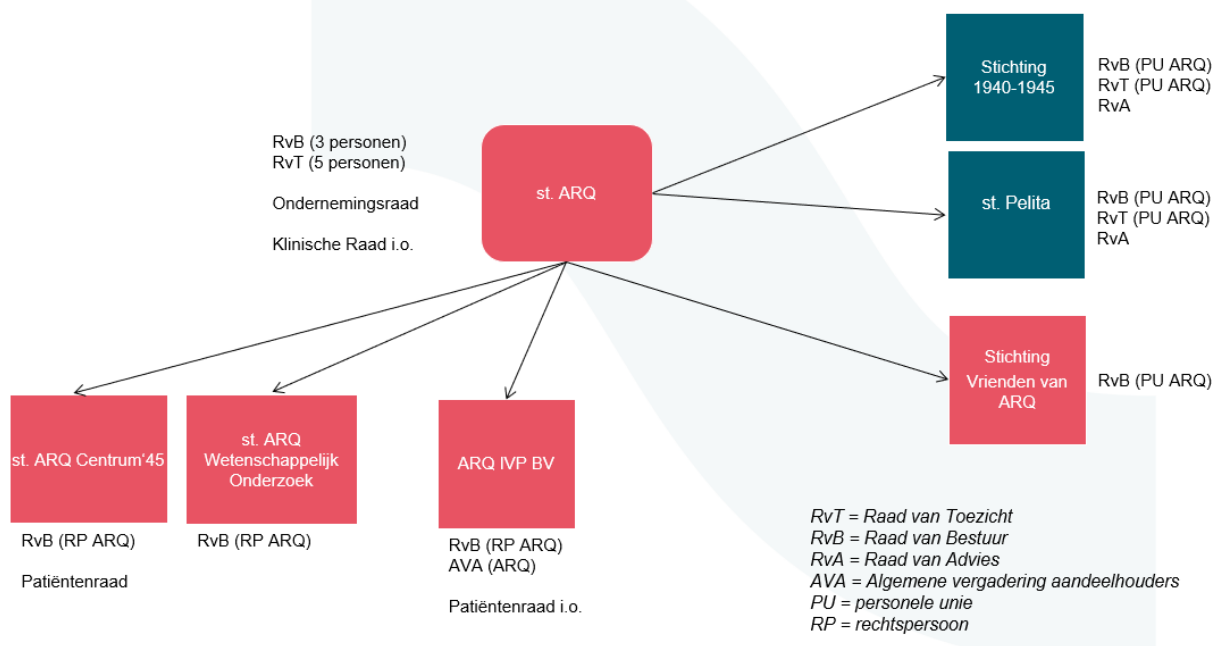 RvB (3 personen)
RvT (5 personen)
Ondernemingsraad
Klinische Raad i.o.
st. ARQ
Stichting
1940-1945
RvB (PU ARQ)
RvT (PU ARQ)
RvA
st. Pelita
RvB (PU ARQ)
RvT (PU ARQ)
RvA
Stichting
Vrienden van
ARQ
RvB (PU ARQ)
st. ARQ Centrum'45
RvB (RP ARQ)
Patiëntenraad
st. ARQ
Wetenschappelijk
Onderzoek
RvB (RP ARQ)
ARQ IVP BV
RvB (RP ARQ)
AVA (ARQ)
Patiëntenraad i.o.
RvT = Raad van Toezicht
RvB = Raad van Bestuur
RvA = Raad van Advies
AVA = Algemene vergadering aandeelhouders
PU = personele unie
RP = rechtspersoon